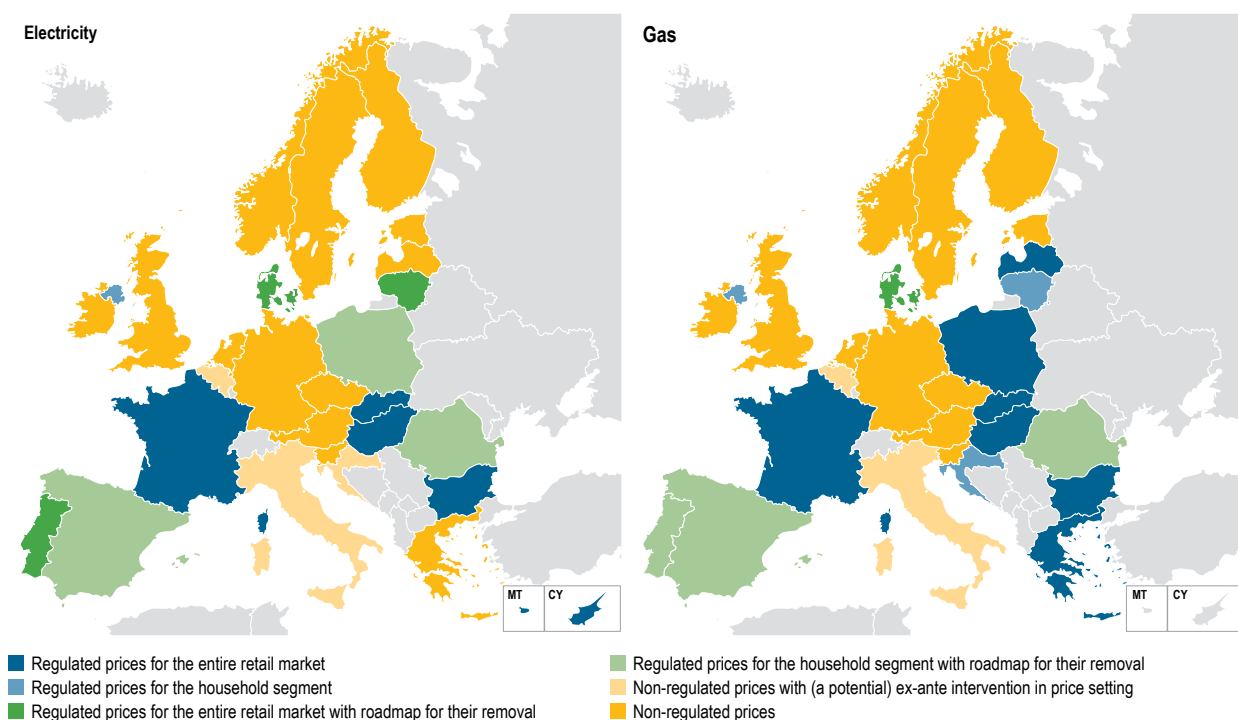 Electricity
Gas
MT
CY
MT
CY
Regulated prices for the entire retail market
Regulated prices for the household segment
Regulated prices for the entire retail market with roadmap for their removal
Regulated prices for the household segment with roadmap for their removal
Non-regulated prices with (a potential) ex-ante intervention in price setting
Non-regulated prices